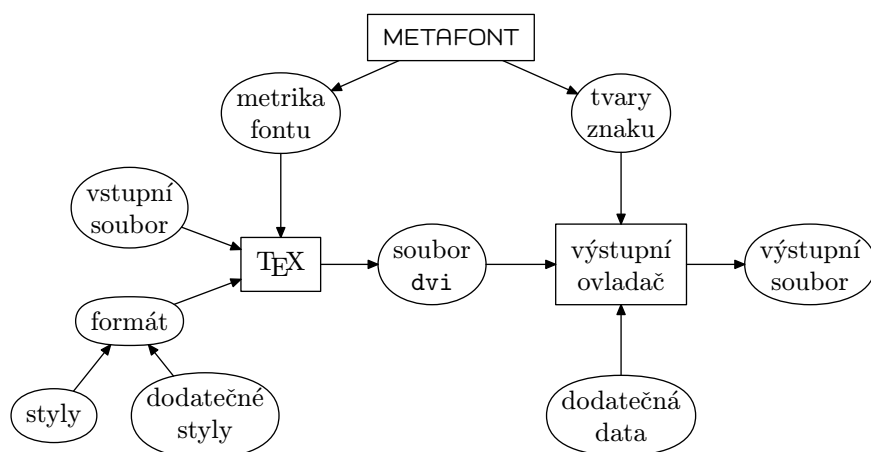 METAFONT
metrika
fontu
tvary
znaku
vstupní
soubor
TEX
soubor
dvi
výstupní
ovladač
výstupní
soubor
formát
styly
dodatečné
styly
dodatečná
data